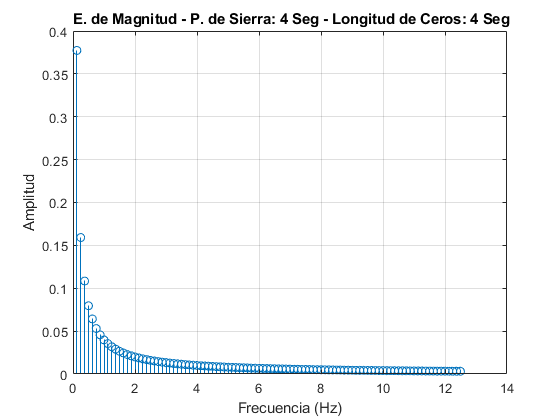 E. de Magnitud - P. de Sierra: 4 Seg - Longitud de Ceros: 4 Seg
0.4
0.35
0.3
0.25
0.2
0.15
0.1
0.05
0
Amplitud
0 2 4 6 8 10 12 14
Frecuencia (Hz)